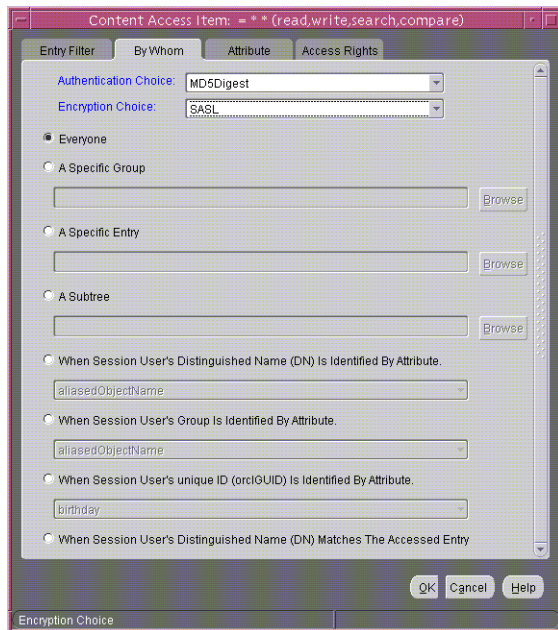 Content Access Item: = * * (read,write,search,compare)
Entry Filter By Whom Attribute Access Rights
Authentication Choice: MD5Digest
Encryption Choice: SASL
Everyone
A Specific Group
Browse
A Specific Entry
Browse
A Subtree
Browse
When Session User's Distinguished Name (DN) Is Identified By Attribute.
aliasedObjectName
When Session User's Group Is Identified By Attribute.
aliasedObjectName
When Session User's unique ID (orclGUID) Is Identified By Attribute.
birthday
When Session User's Distinguished Name (DN) Matches The Accessed Entry
OK Cancel Help
Encryption Choice